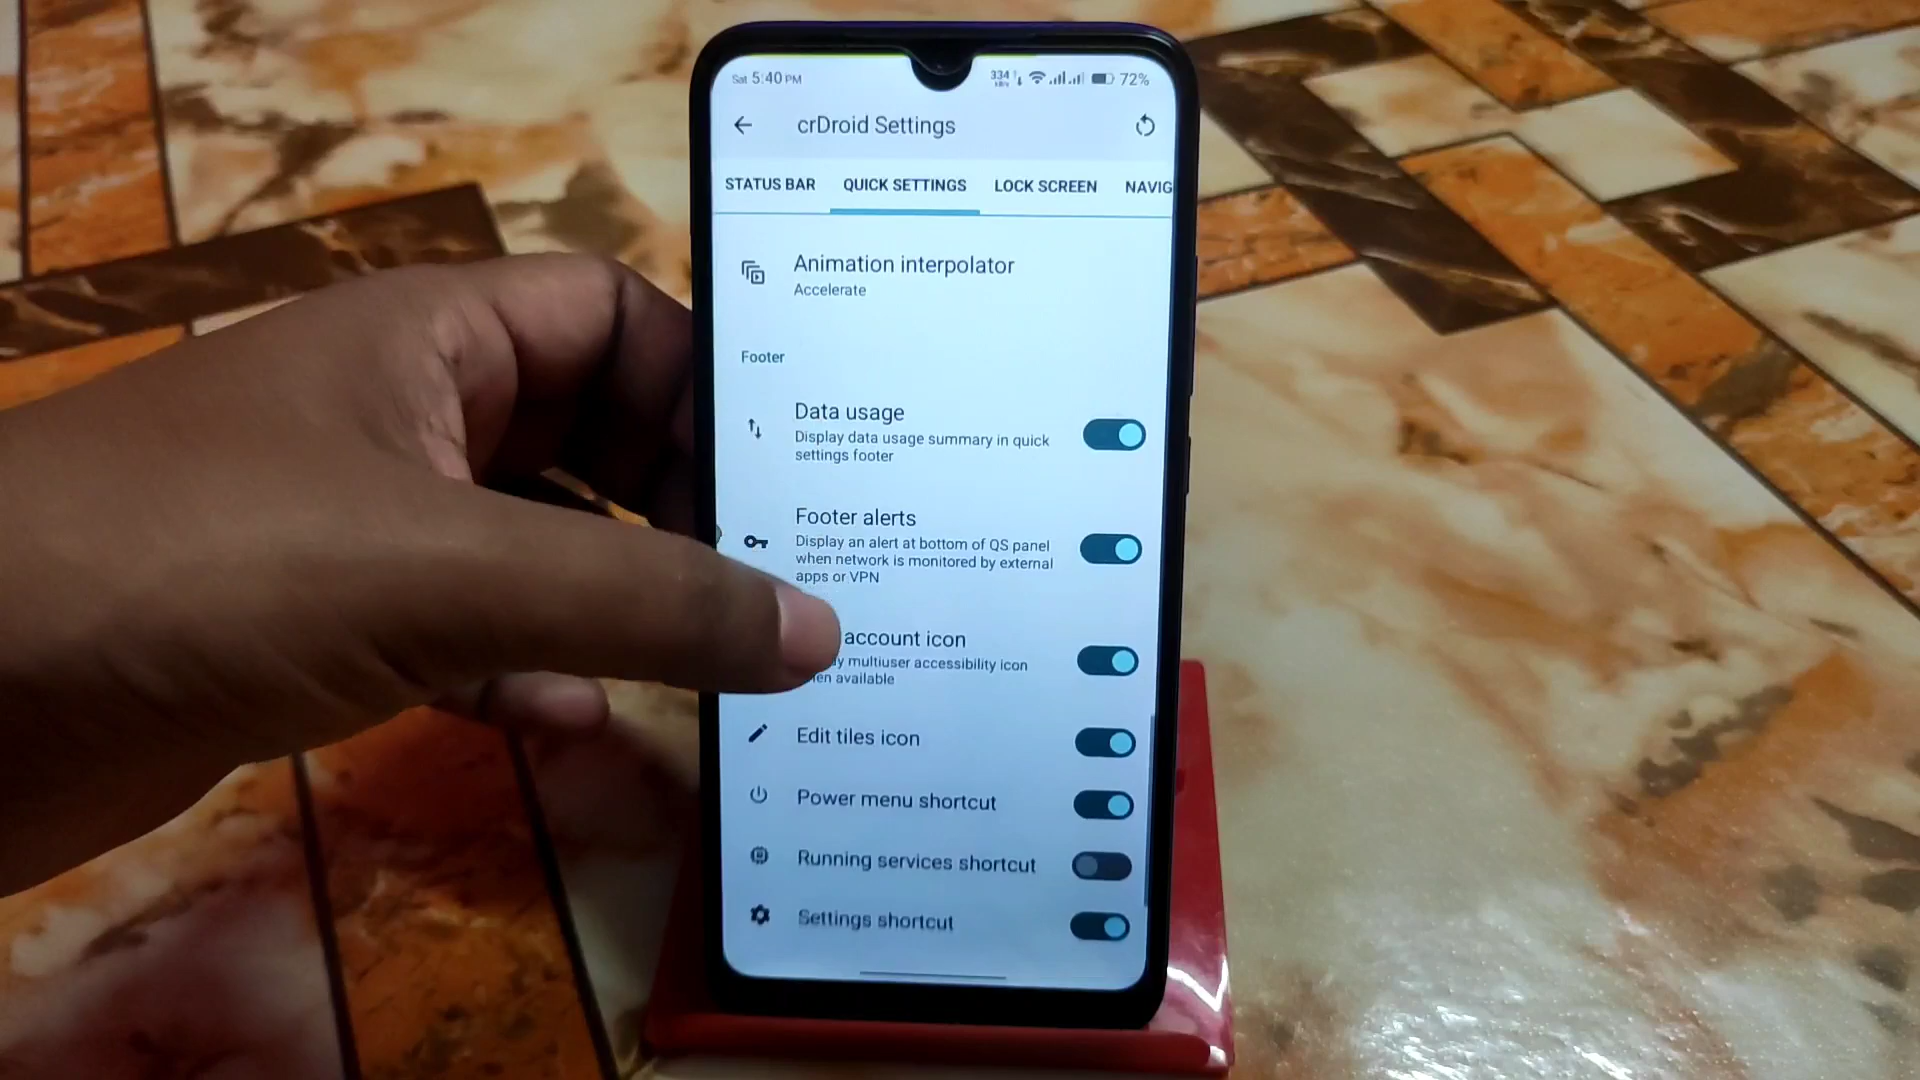 Sat 5:40 PM
334
72%
crDroid Settings
STATUS BAR
QUICK SETTINGS
LOCK SCREEN
NAVIG
Animation interpolator
Accelerate
Footer
Data usage
Display data usage summary in quick
settings footer
Footer alerts
Display an alert at bottom of QS panel
when network is monitored by external
apps or VPN
account icon
multiuser accessibility icon
available
Edit tiles icon
Power menu shortcut
Running services shortcut
Settings shortcut